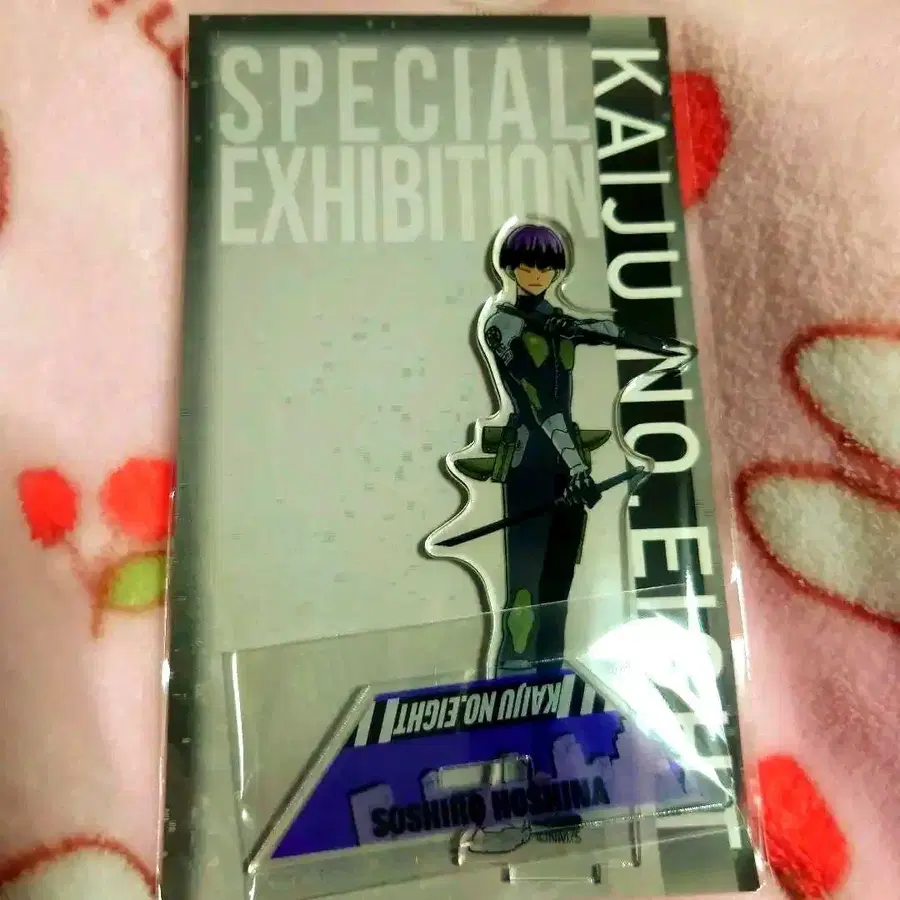 SPECIAL
EXHIBITION
KAIJU NO.EIGHT
KAIJU NO.EIGHT
SOSHIRO HOSHINA